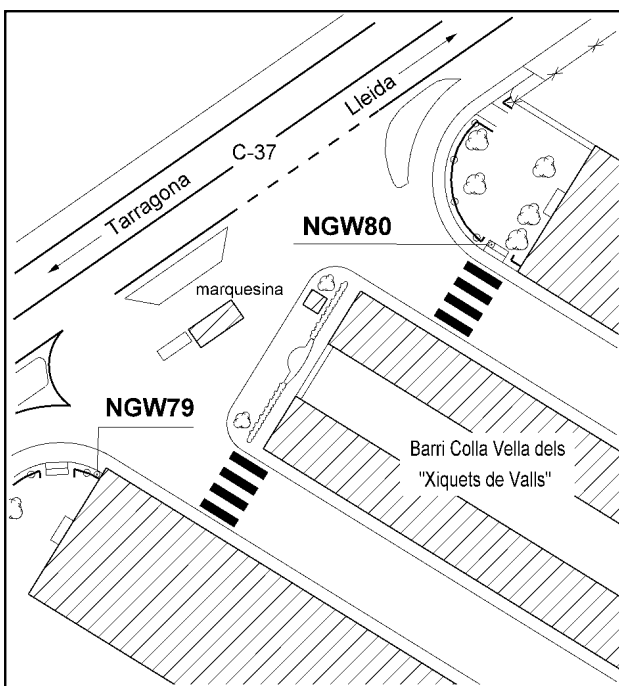 Lleida
C-37
Tarragona
NGW80
marquesina
NGW79
Barri Colla Vella dels
"Xiquets de Valls"